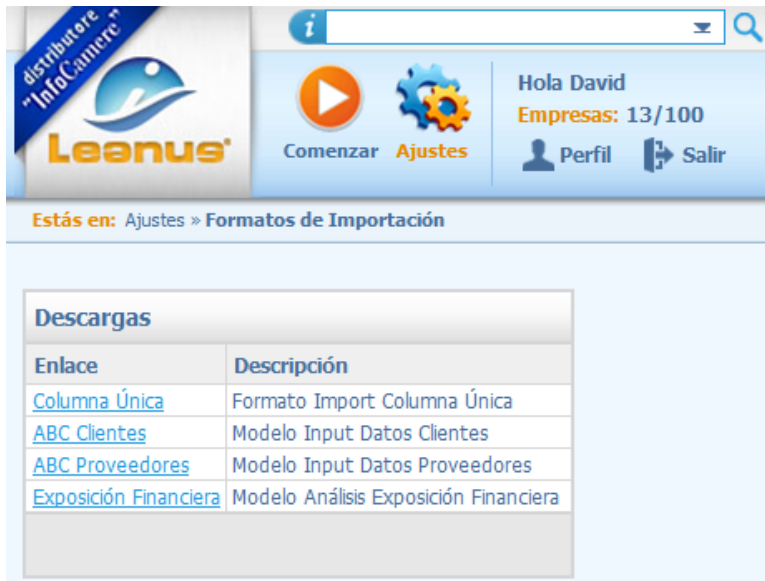 distributore
"InfoCamere"
Leanus®
Comenzar
Ajustes
Hola David
Empresas: 13/100
Perfil
Salir
Estás en: Ajustes » Formatos de Importación
Descargas
Enlace Descripción
Columna Única Formato Import Columna Única
ABC Clientes Modelo Input Datos Clientes
ABC Proveedores Modelo Input Datos Proveedores
Exposición Financiera Modelo Análisis Exposición Financiera